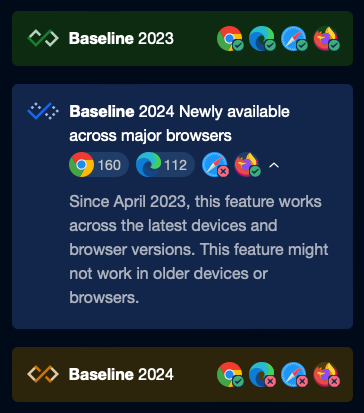 Baseline 2023
Baseline 2024 Newly available
across major browsers
160 112
Since April 2023, this feature works
across the latest devices and
browser versions. This feature might
not work in older devices or
browsers.
Baseline 2024